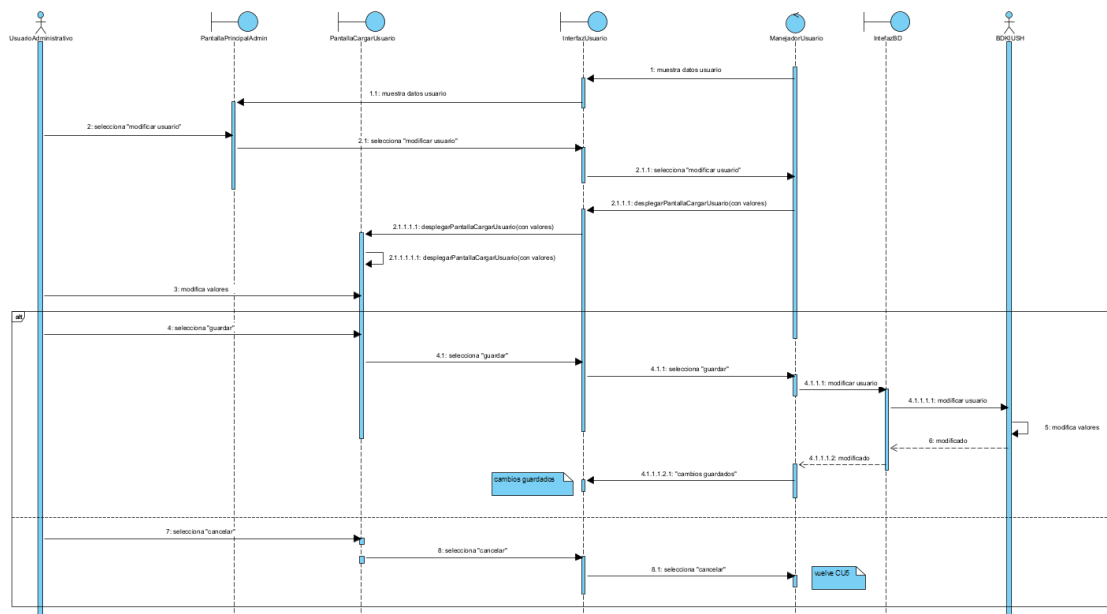 UsuarioAdministrativo
PantallaPrincipalAdmin
PantallaCargarUsuario
InterfazUsuario
ManejadorUsuario
IntefazBD
BDKIUSH
1: muestra datos usuario
1.1: muestra datos usuario
2: selecciona "modificar usuario"
2.1: selecciona "modificar usuario"
2.1.1: selecciona "modificar usuario"
2.1.1.1: desplegarPantallaCargarUsuario(con valores)
2.1.1.1.1: desplegarPantallaCargarUsuario(con valores)
2.1.1.1.1.1: desplegarPantallaCargarUsuario(con valores)
3: modifica valores
alt
4: selecciona "guardar"
4.1: selecciona "guardar"
4.1.1: selecciona "guardar"
4.1.1.1: modificar usuario
4.1.1.1.1: modificar usuario
5: modifica valores
6: modificado
4.1.1.1.2: modificado
4.1.1.1.2.1: "cambios guardados"
cambios guardados
7: selecciona "cancelar"
8: selecciona "cancelar"
8.1: selecciona "cancelar"
vuelve CU5